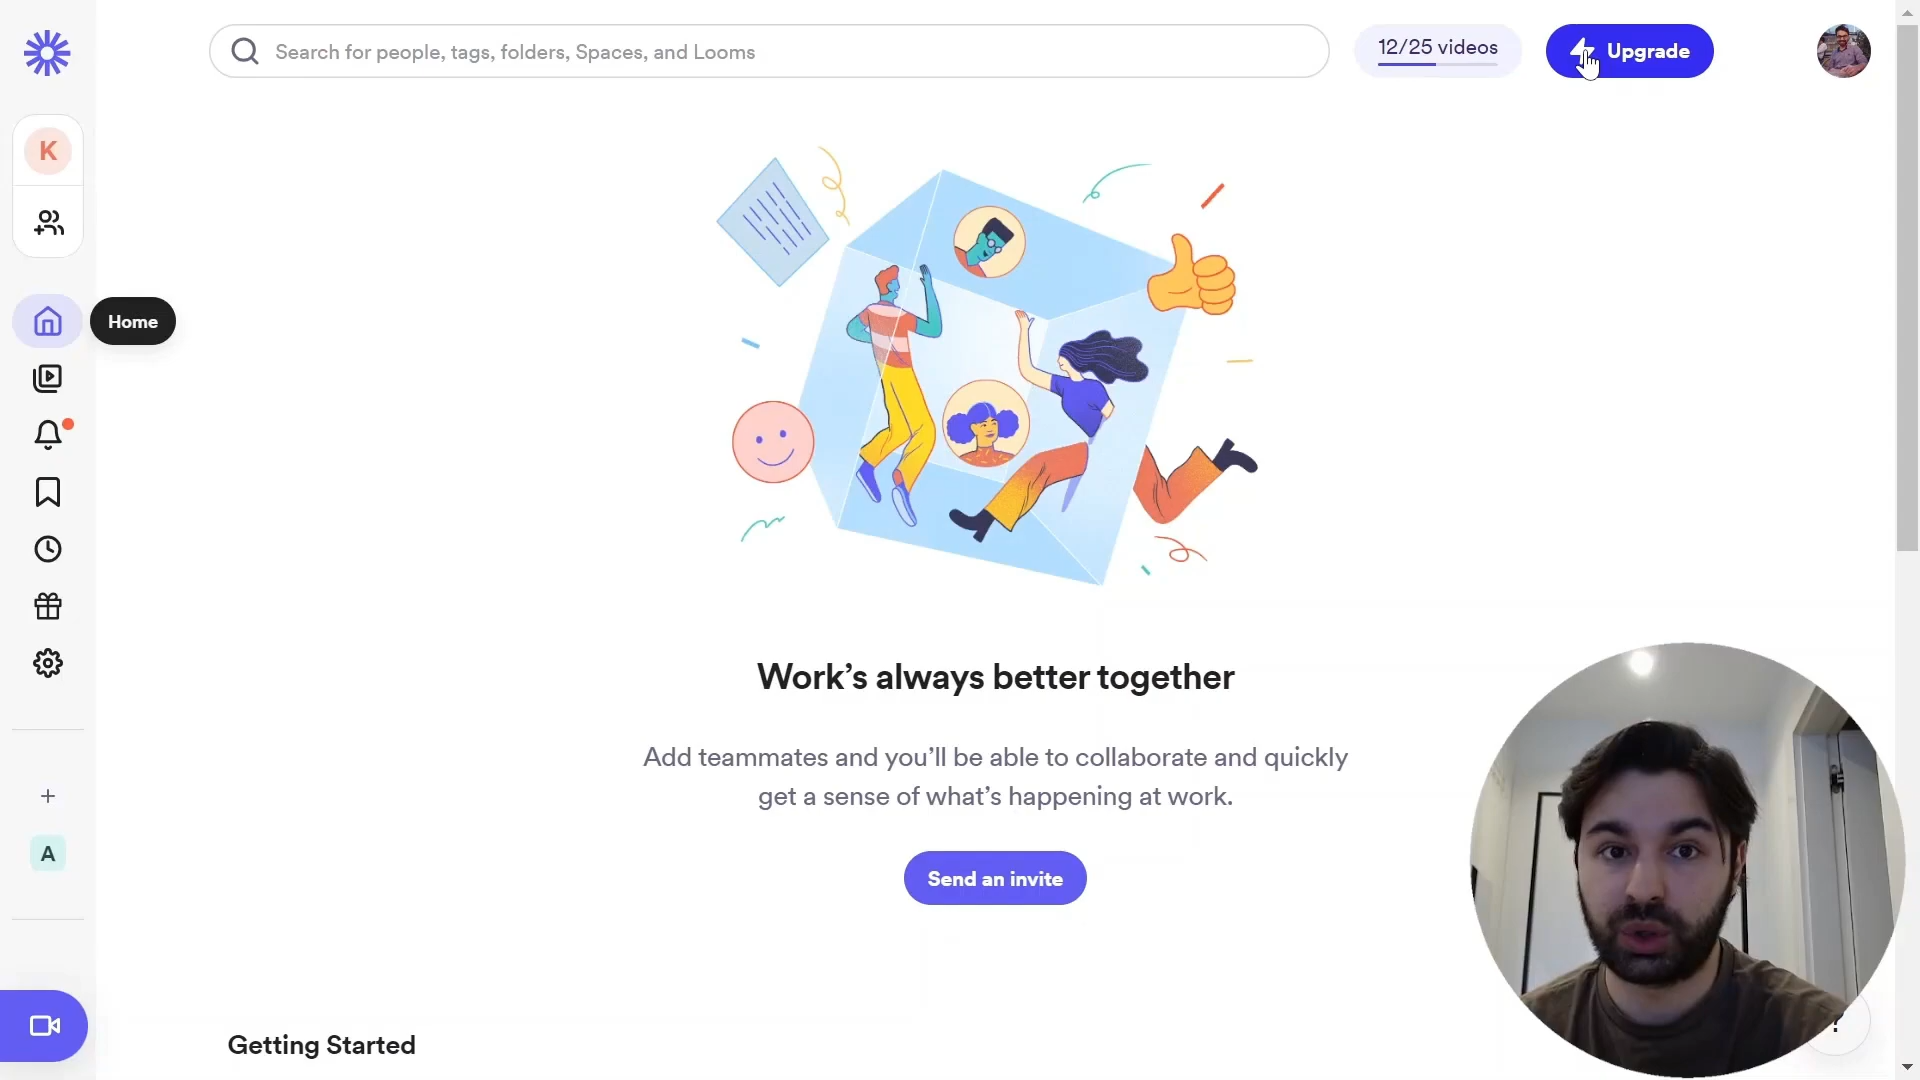 Search for people, tags, folders, Spaces, and Looms
12/25 videos
Upgrade
K
Home
Work’s always better together
Add teammates and you’ll be able to collaborate and quickly
get a sense of what’s happening at work.
Send an invite
A
Getting Started
?